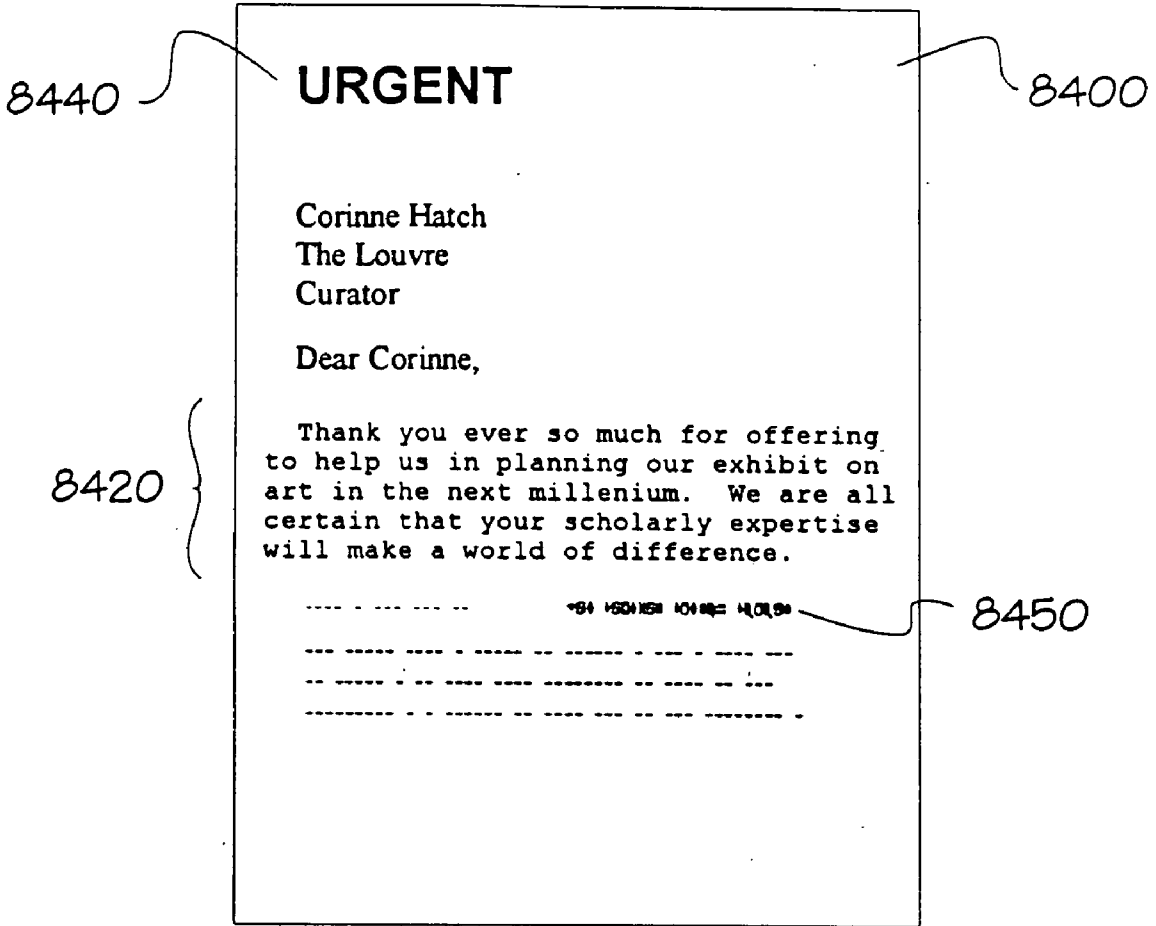 8440
URGENT
8400
Corinne Hatch
The Louvre
Curator
Dear Corinne,
Thank you ever so much for offering
to help us in planning our exhibit on
8420
art in the next millenium. We are all
certain that your scholarly expertise
will make a world of difference.
8450